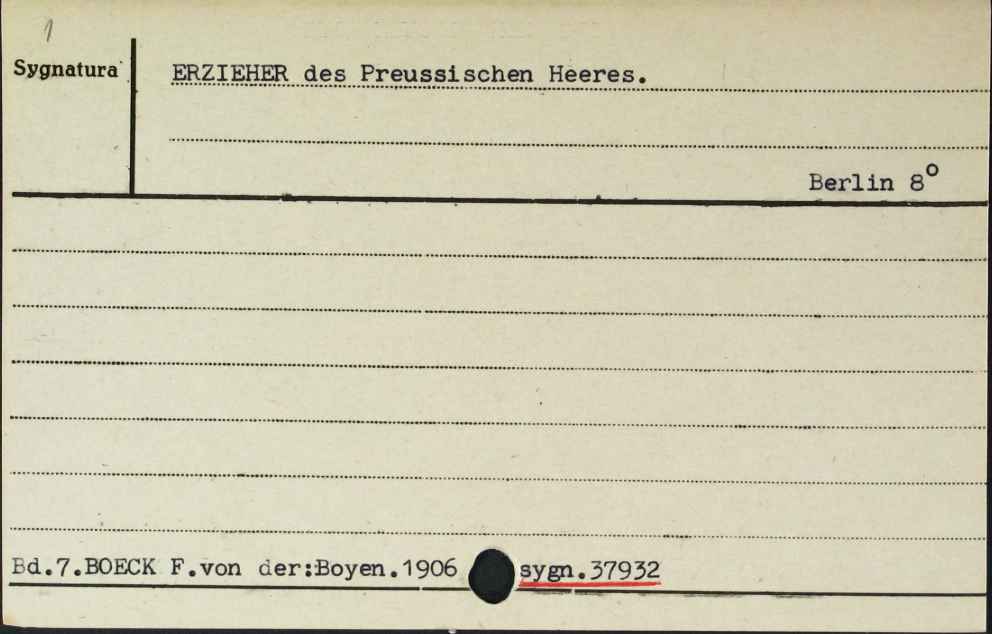 1
Sygnatura
ERZIEHER des Preussischen Heeres.
Berlin 8°
Bd.7.BOECK F.von der:Boyen.1906 sygn.37932